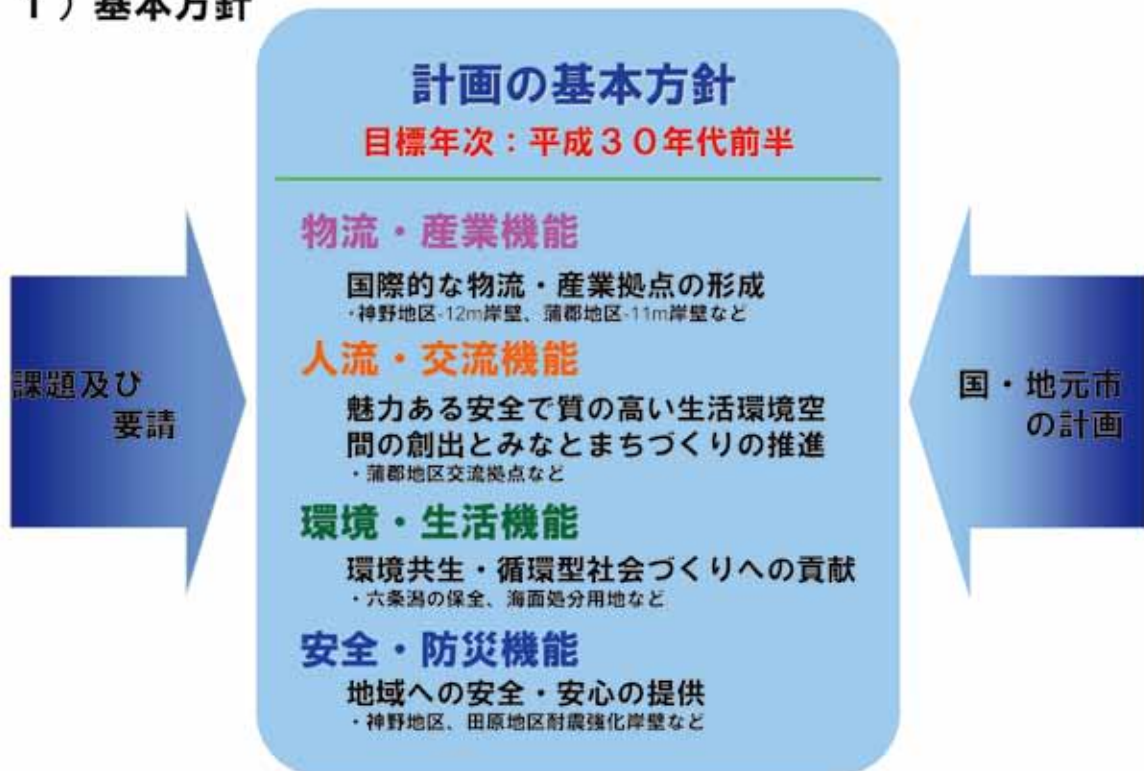 1）基本方針
計画の基本方針
目標年次：平成３０年代前半
物流・産業機能
国際的な物流・産業拠点の形成
・神野地区-12m岸壁、蒲郡地区-11m岸壁など
人流・交流機能
魅力ある安全で質の高い生活環境空
間の創出とみなとまちづくりの推進
・蒲郡地区交流拠点など
環境・生活機能
環境共生・循環型社会づくりへの貢献
・六条潟の保全、海面処分用地など
安全・防災機能
地域への安全・安心の提供
・神野地区、田原地区耐震強化岸壁など
課題及び
要請
国・地元市
の計画